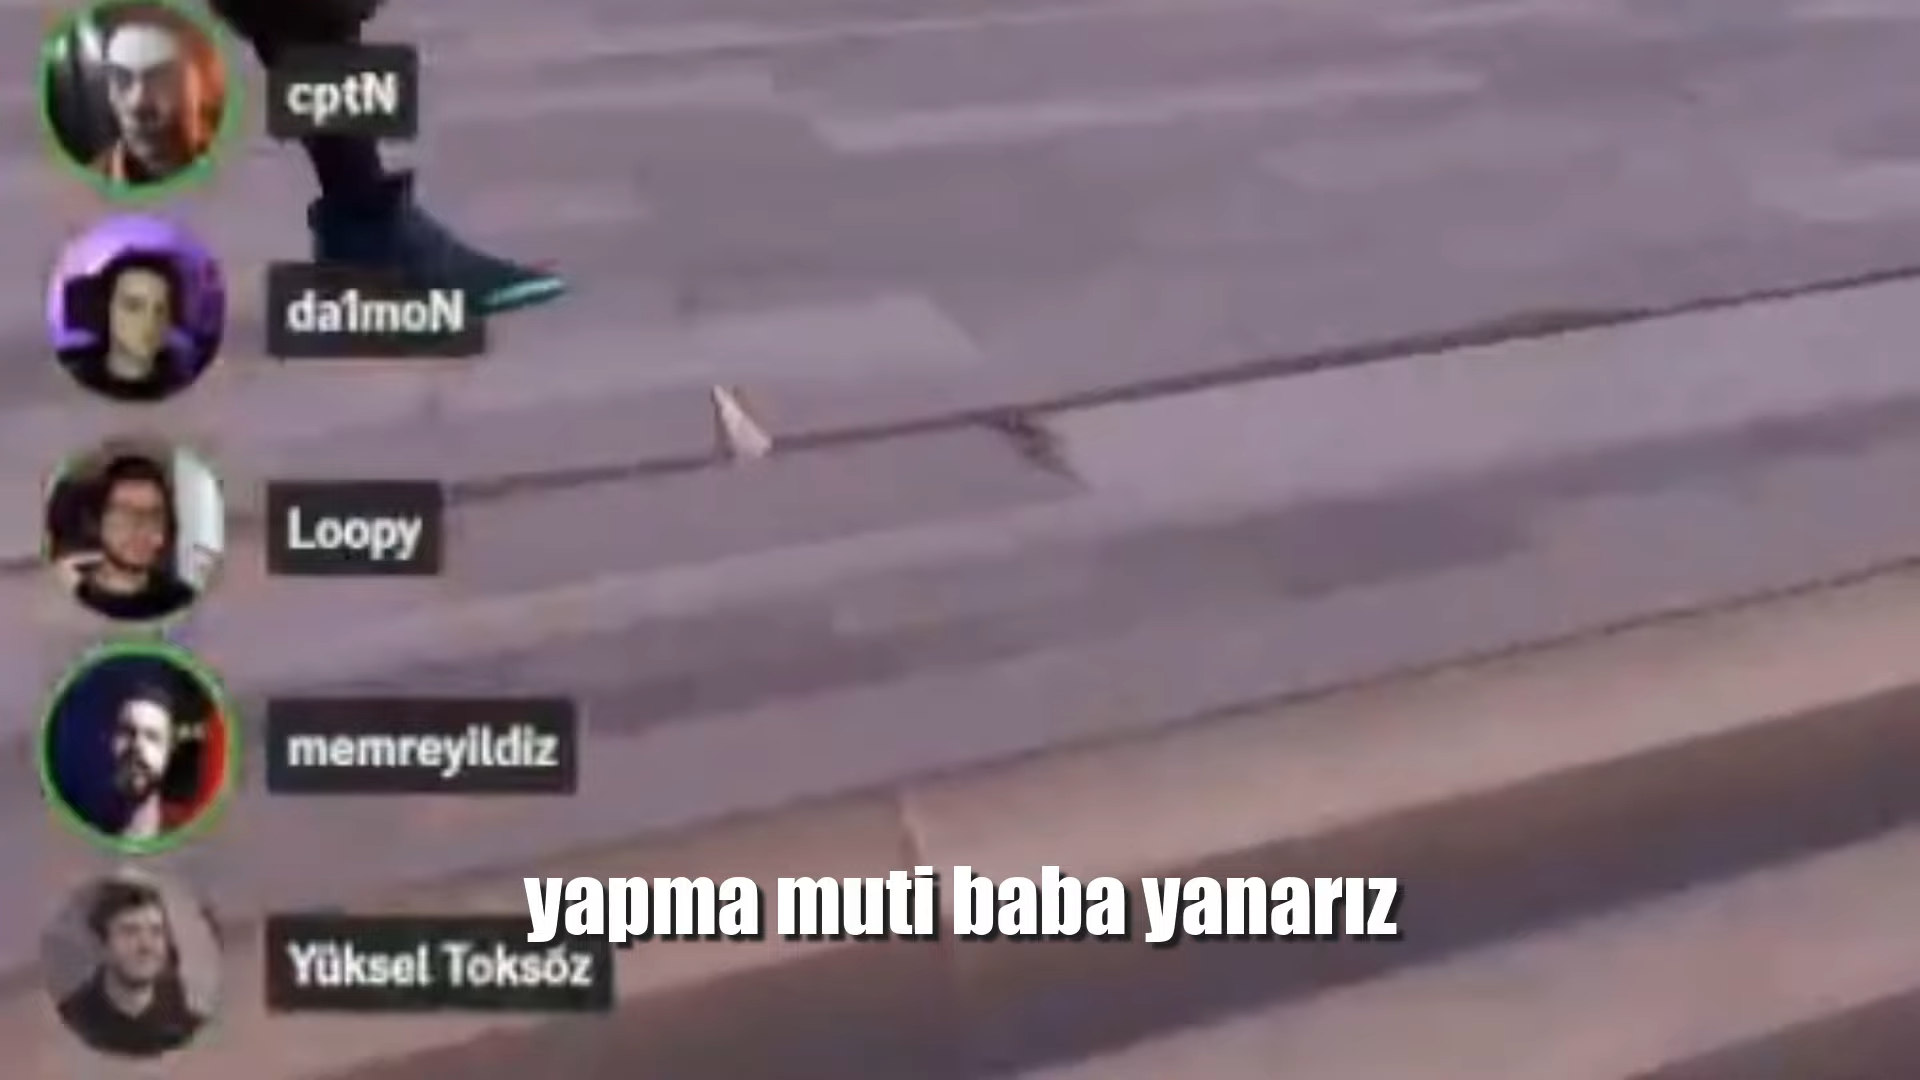 cptN
da1moN
Loopy
memreyildiz
yapma muti baba yanarız
Yüksel Toksöz